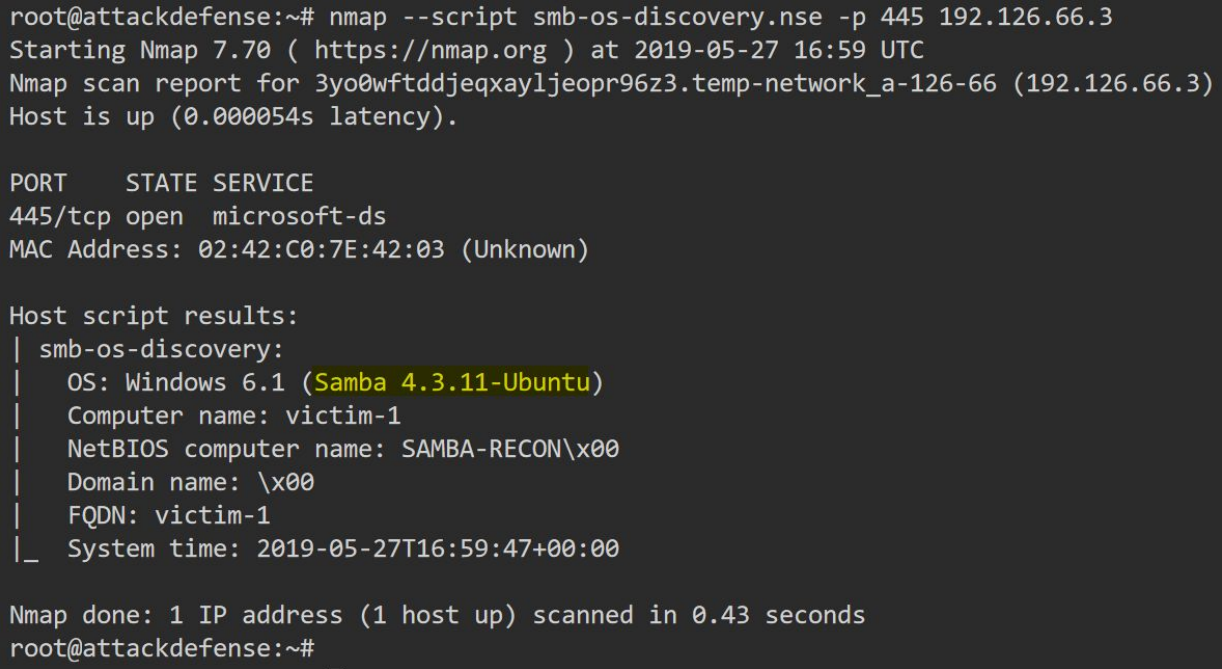 root@attackdefense:~# nmap --script smb-os-discovery.nse -p 445 192.126.66.3
Starting Nmap 7.70 ( https://nmap.org ) at 2019-05-27 16:59 UTC
Nmap scan report for 3yo0wftddjeqxayljeopr96z3.temp-network_a-126-66 (192.126.66.3)
Host is up (0.000054s latency).

PORT    STATE SERVICE
445/tcp open  microsoft-ds
MAC Address: 02:42:C0:7E:42:03 (Unknown)

Host script results:
| smb-os-discovery:
|   OS: Windows 6.1 (Samba 4.3.11-Ubuntu)
|   Computer name: victim-1
|   NetBIOS computer name: SAMBA-RECON\x00
|   Domain name: \x00
|   FQDN: victim-1
|_  System time: 2019-05-27T16:59:47+00:00

Nmap done: 1 IP address (1 host up) scanned in 0.43 seconds
root@attackdefense:~#